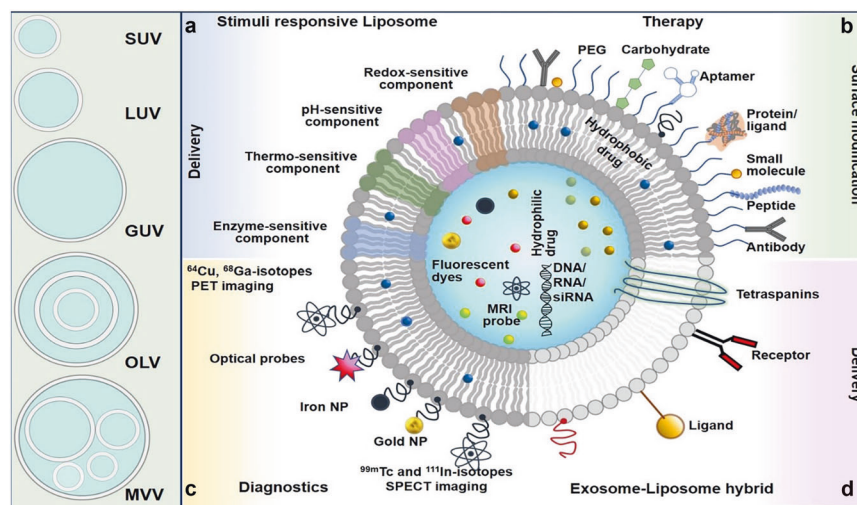 SUV
LUV
GUV
OLV
MVV
a
Stimuli responsive Liposome
Delivery
Redox-sensitive
component
pH-sensitive
component
Thermo-sensitive
component
Enzyme-sensitive
component
Therapy
b
Surface modification
PEG
Carbohydrate
Aptamer
Protein/
ligand
Small
molecule
Peptide
Antibody
Hydrophobic
drug
Hydrophilic
drug
Fluorescent
dyes
MRI
probe
DNA/
RNA/
siRNA
⁶⁴Cu, ⁶⁸Ga-isotopes
PET imaging
Optical probes
Iron NP
Gold NP
⁹⁹ᵐTc and ¹¹¹In-isotopes
SPECT imaging
c
Diagnostics
Tetraspanins
Receptor
Ligand
Delivery
Exosome-Liposome hybrid
d